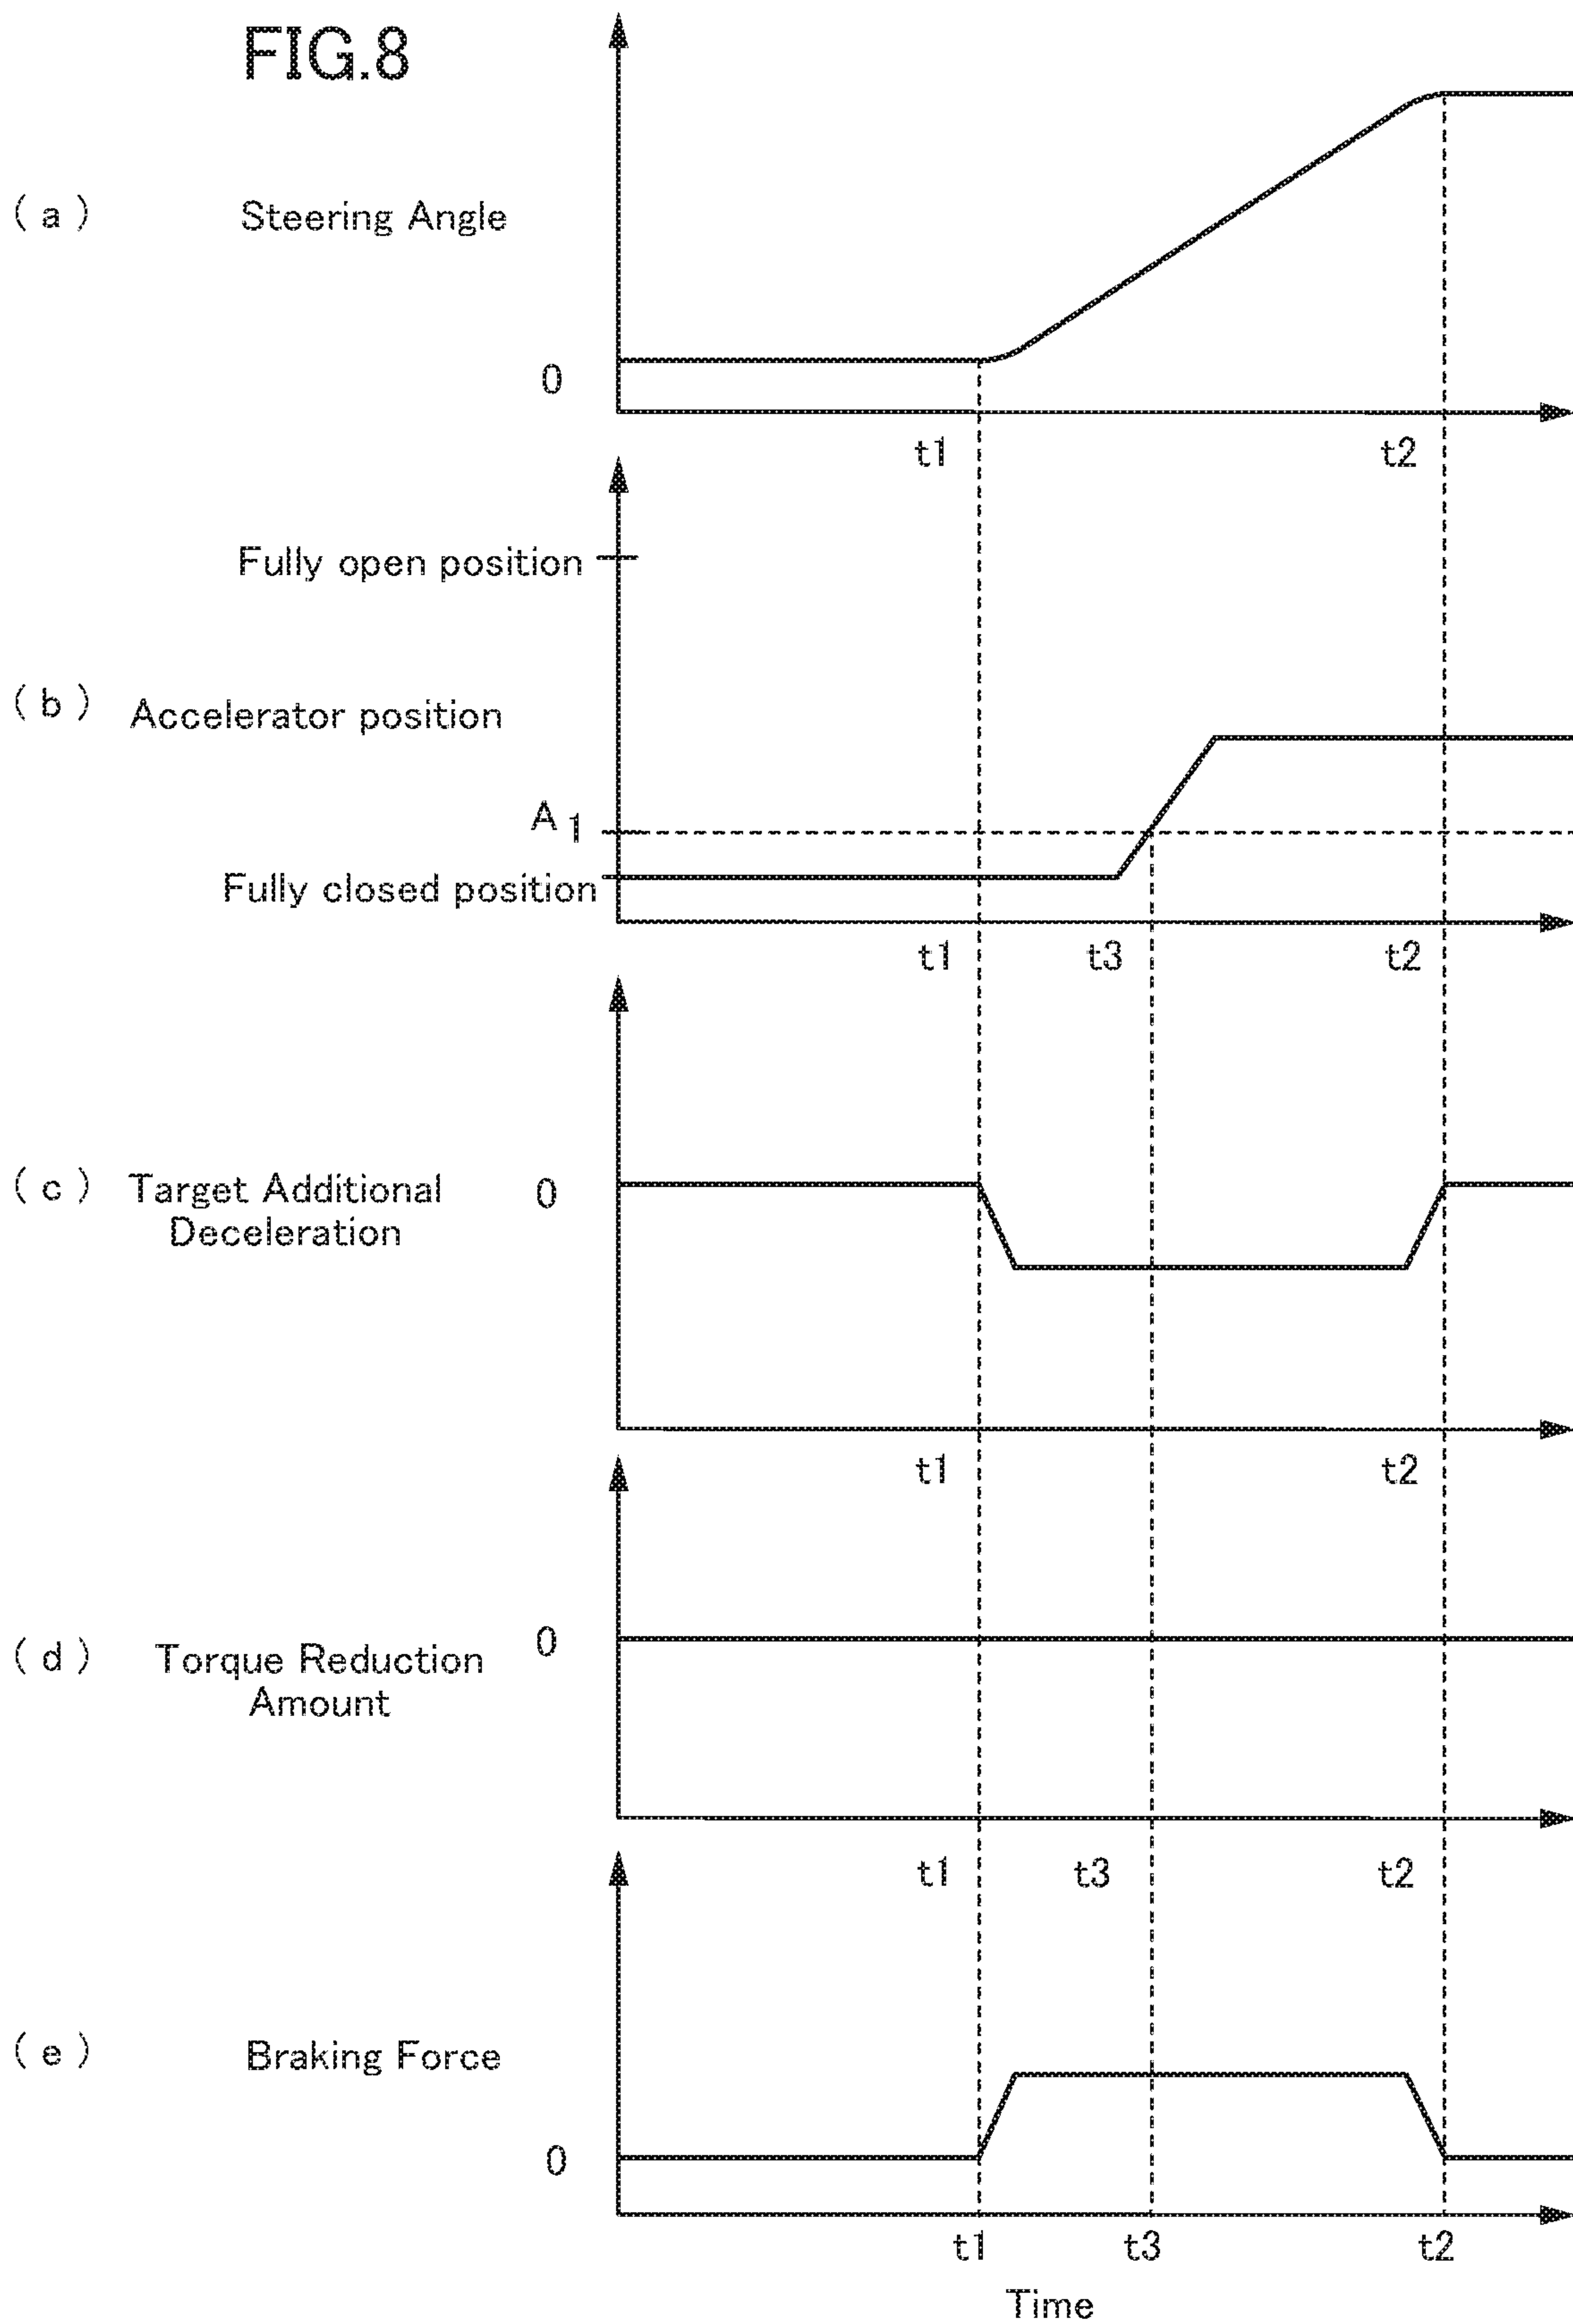 FIG.8
( a ) Steering Angle
0
t1 t2
Fully open position
( b ) Accelerator position
A1
Fully closed position
t1 t3 t2
( c ) Target Additional
Deceleration
0
t1 t2
( d ) Torque Reduction
Amount
0
t1 t3 t2
( e ) Braking Force
0
t1 t3 t2
Time